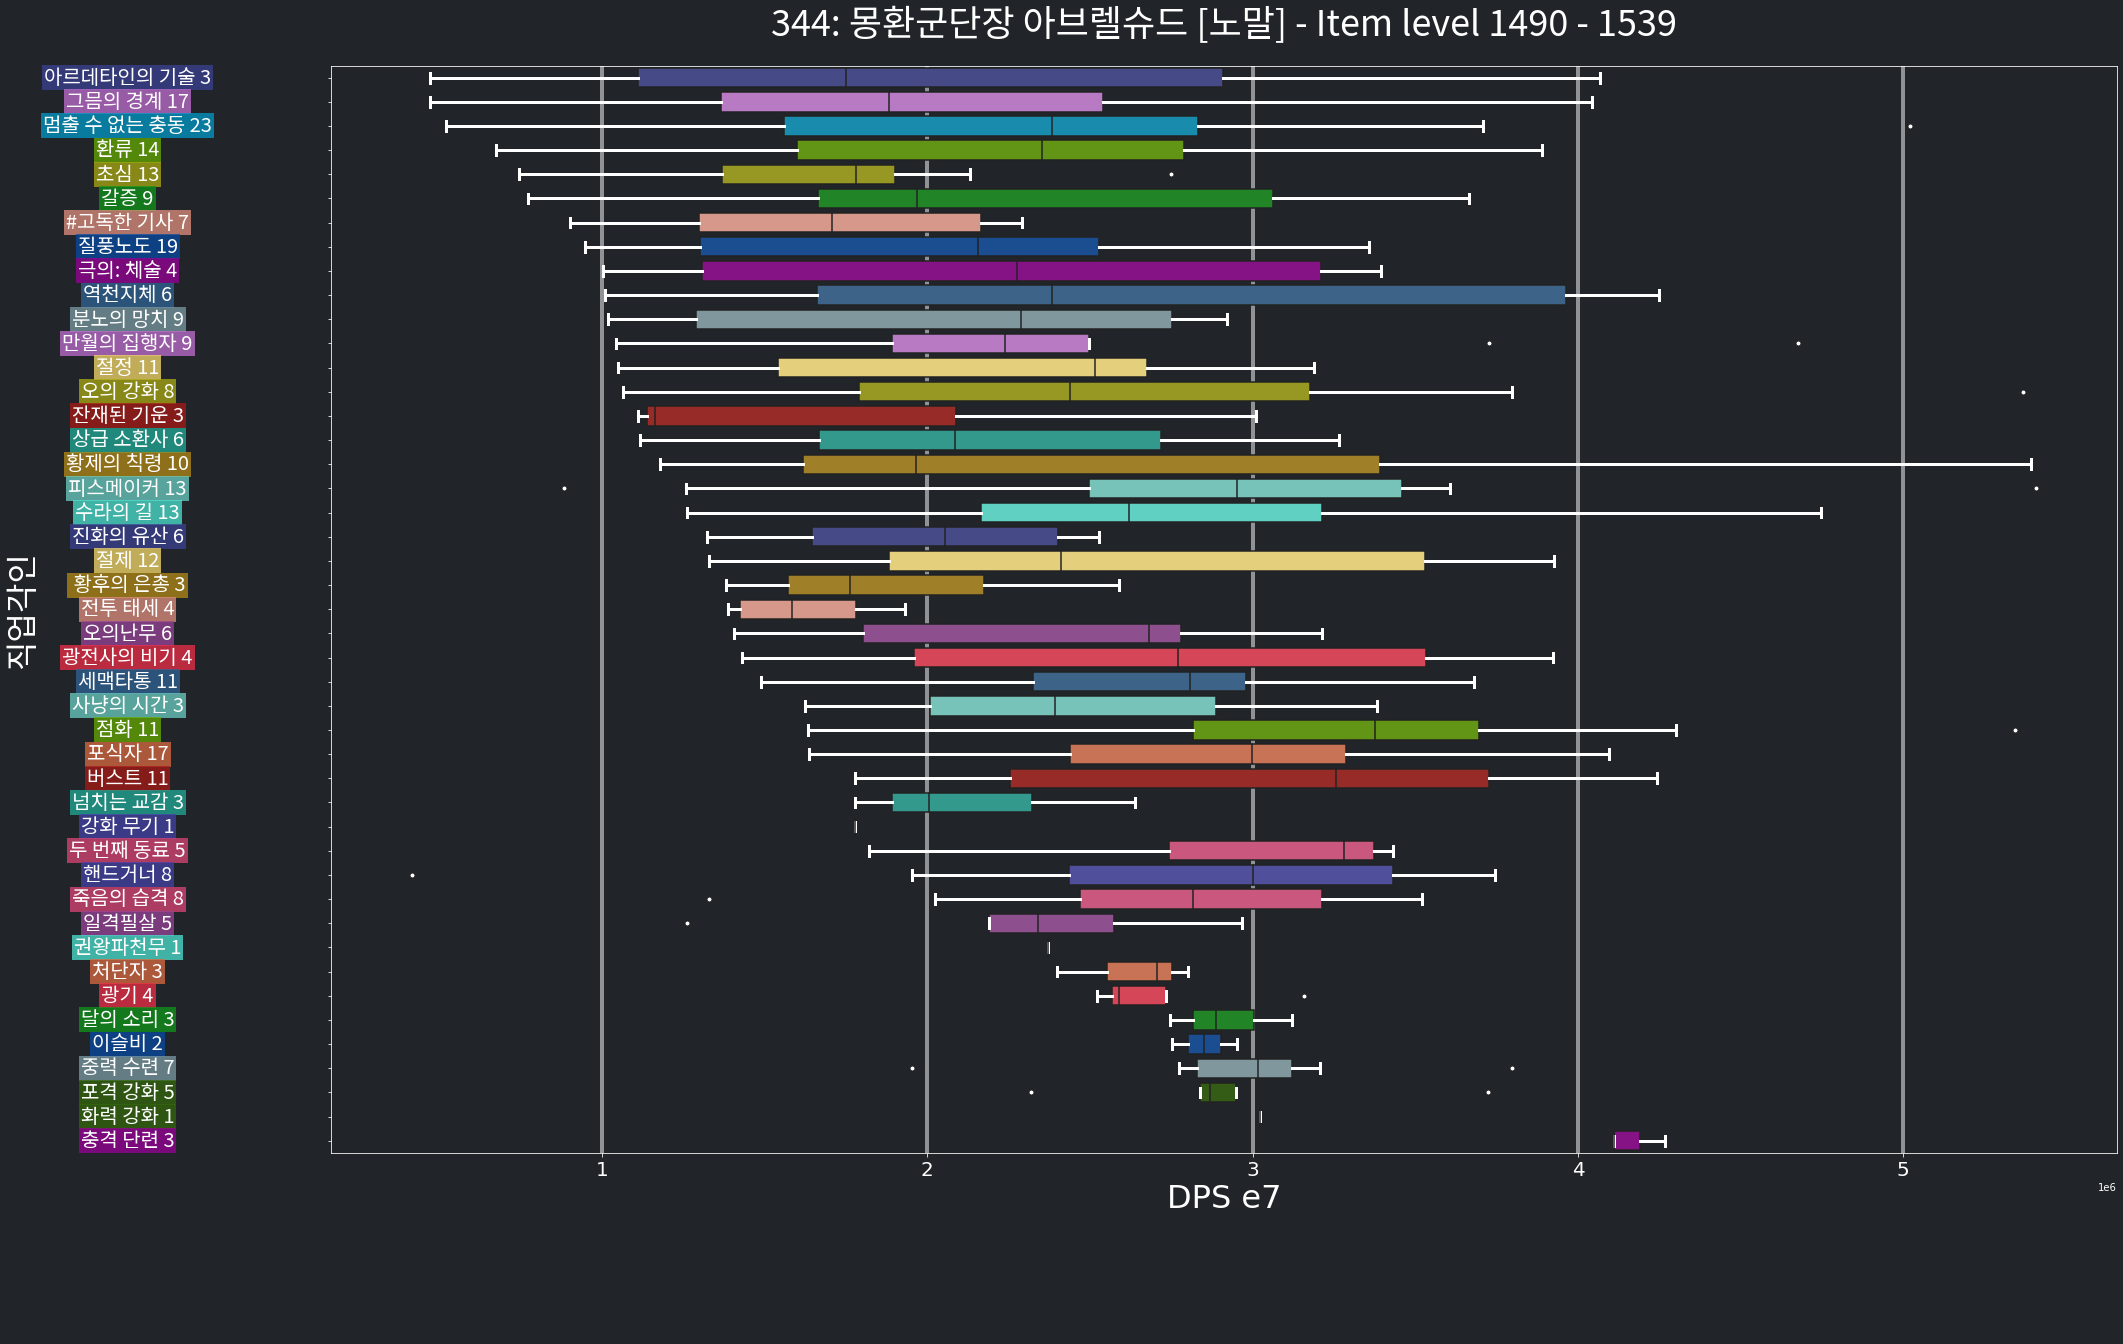 344: 몽환군단장 아브렐슈드 [노말] - Item level 1490 - 1539
아르데타인의 기술 3
그믐의 경계 17
멈출 수 없는 충동 23
환류 14
초심 13
갈증 9
#고독한 기사 7
질풍노도 19
극의: 체술 4
역천지체 6
분노의 망치 9
만월의 집행자 9
절정 11
오의 강화 8
잔재된 기운 3
상급 소환사 6
황제의 칙령 10
피스메이커 13
수라의 길 13
진화의 유산 6
절제 12
황후의 은총 3
전투 태세 4
오의난무 6
광전사의 비기 4
세맥타통 11
사냥의 시간 3
점화 11
포식자 17
버스트 11
넘치는 교감 3
강화 무기 1
두 번째 동료 5
핸드거너 8
죽음의 습격 8
일격필살 5
권왕파천무 1
처단자 3
광기 4
달의 소리 3
이슬비 2
중력 수련 7
포격 강화 5
화력 강화 1
충격 단련 3
직업각인
1 2 3 4 5
DPS e7
1e6